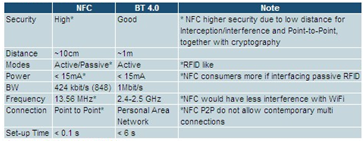 NFC BT 4.0 Note
Security High* Good * NFC higher security due to low distance for
Interception/interference and Point-to-Point,
together with cryptography
Distance ~10cm ~1m
Modes Active/Passive* Active *RFID like
Power < 15mA* < 15mA *NFC consumers more if interfacing passive RFID
BW 424 kbit/s (848) 1Mbit/s
Frequency 13.56 MHz* 2.4-2.5 GHz *NFC would have less interference with WiFi
Connection Point to Point* Personal Area *NFC P2P do not allow contemporary multi
Network connections
Set-up Time < 0.1 s < 6 s